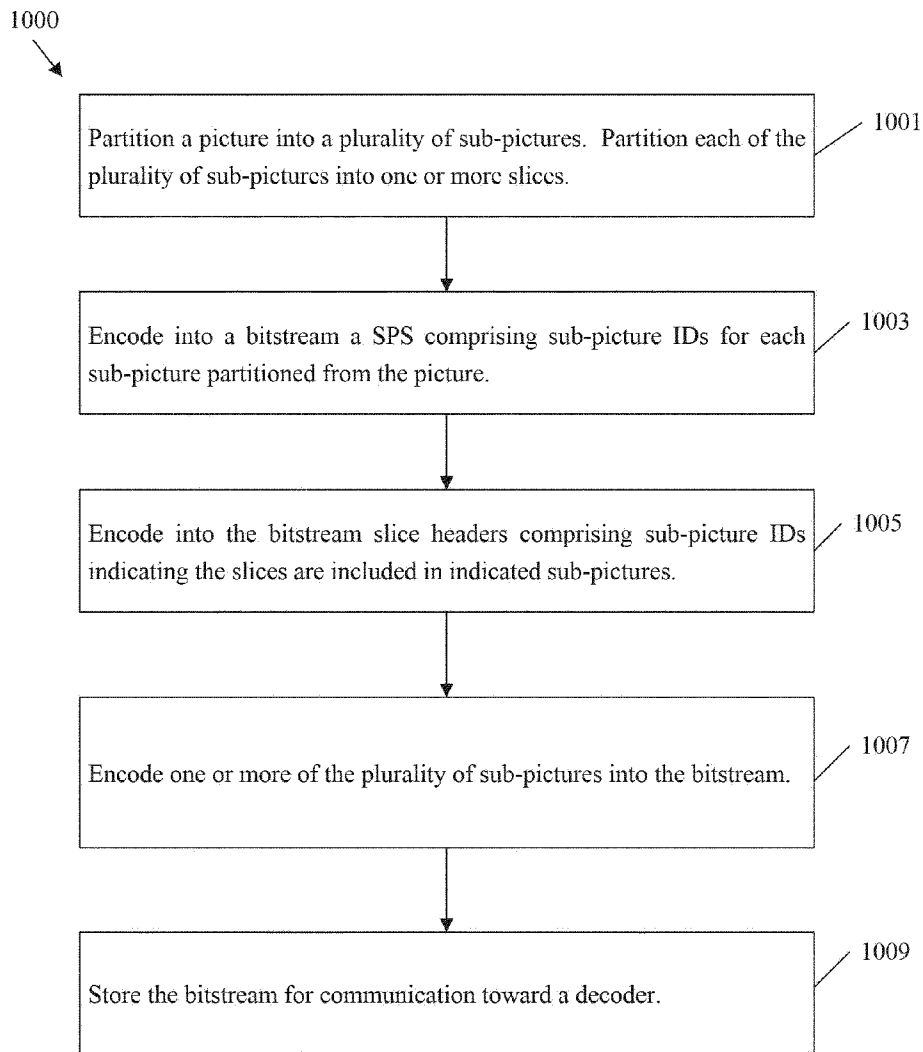 1000
Partition a picture into a plurality of sub-pictures. Partition each of the
plurality of sub-pictures into one or more slices.
1001
Encode into a bitstream a SPS comprising sub-picture IDs for each
sub-picture partitioned from the picture.
1003
Encode into the bitstream slice headers comprising sub-picture IDs
indicating the slices are included in indicated sub-pictures.
1005
Encode one or more of the plurality of sub-pictures into the bitstream.
1007
Store the bitstream for communication toward a decoder.
1009